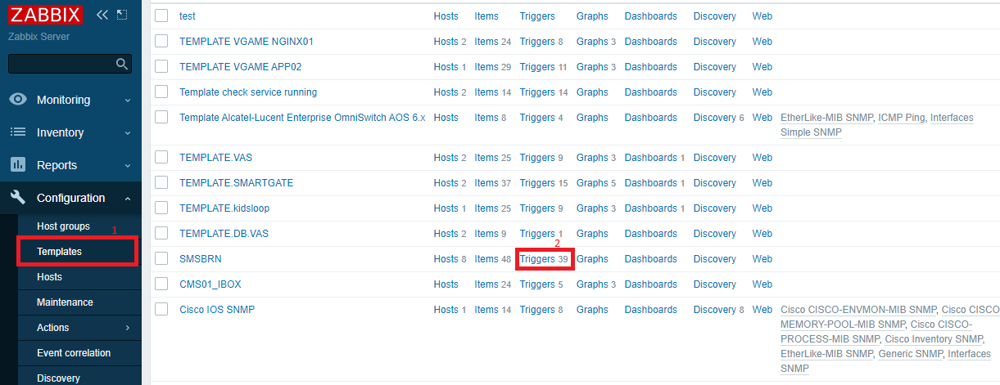 ZABBIX
Zabbix Server
Monitoring
Inventory
Reports
Configuration
Host groups
1
Templates
Hosts
Maintenance
Actions
Event correlation
Discovery
test Hosts Items Triggers Graphs Dashboards Discovery Web
TEMPLATE VGAME NGINX01 Hosts 2 Items 24 Triggers 8 Graphs 3 Dashboards Discovery Web
TEMPLATE VGAME APP02 Hosts 1 Items 29 Triggers 11 Graphs 3 Dashboards Discovery Web
Template check service running Hosts 2 Items 14 Triggers 14 Graphs Dashboards Discovery Web
Template Alcatel-Lucent Enterprise OmniSwitch AOS 6.x Hosts Items 8 Triggers 4 Graphs Dashboards Discovery 6 Web EtherLike-MIB SNMP, ICMP Ping, Interfaces
Simple SNMP
TEMPLATE.VAS Hosts 2 Items 25 Triggers 9 Graphs 3 Dashboards 1 Discovery Web
TEMPLATE.SMARTGATE Hosts 2 Items 37 Triggers 15 Graphs 5 Dashboards 1 Discovery Web
TEMPLATE.kidsloop Hosts 1 Items 25 Triggers 9 Graphs 3 Dashboards 1 Discovery Web
TEMPLATE.DB.VAS Hosts 2 Items 9 Triggers 1 Graphs Dashboards Discovery Web
2
SMSBRN Hosts 8 Items 48 Triggers 39 Graphs Dashboards Discovery Web
CMS01_IBOX Hosts Items 24 Triggers 5 Graphs 3 Dashboards Discovery Web
Cisco IOS SNMP Hosts 1 Items 14 Triggers 8 Graphs Dashboards Discovery 8 Web Cisco CISCO-ENVMON-MIB SNMP, Cisco CISCO-
MEMORY-POOL-MIB SNMP, Cisco CISCO-
PROCESS-MIB SNMP, Cisco Inventory SNMP,
EtherLike-MIB SNMP, Generic SNMP, Interfaces
SNMP